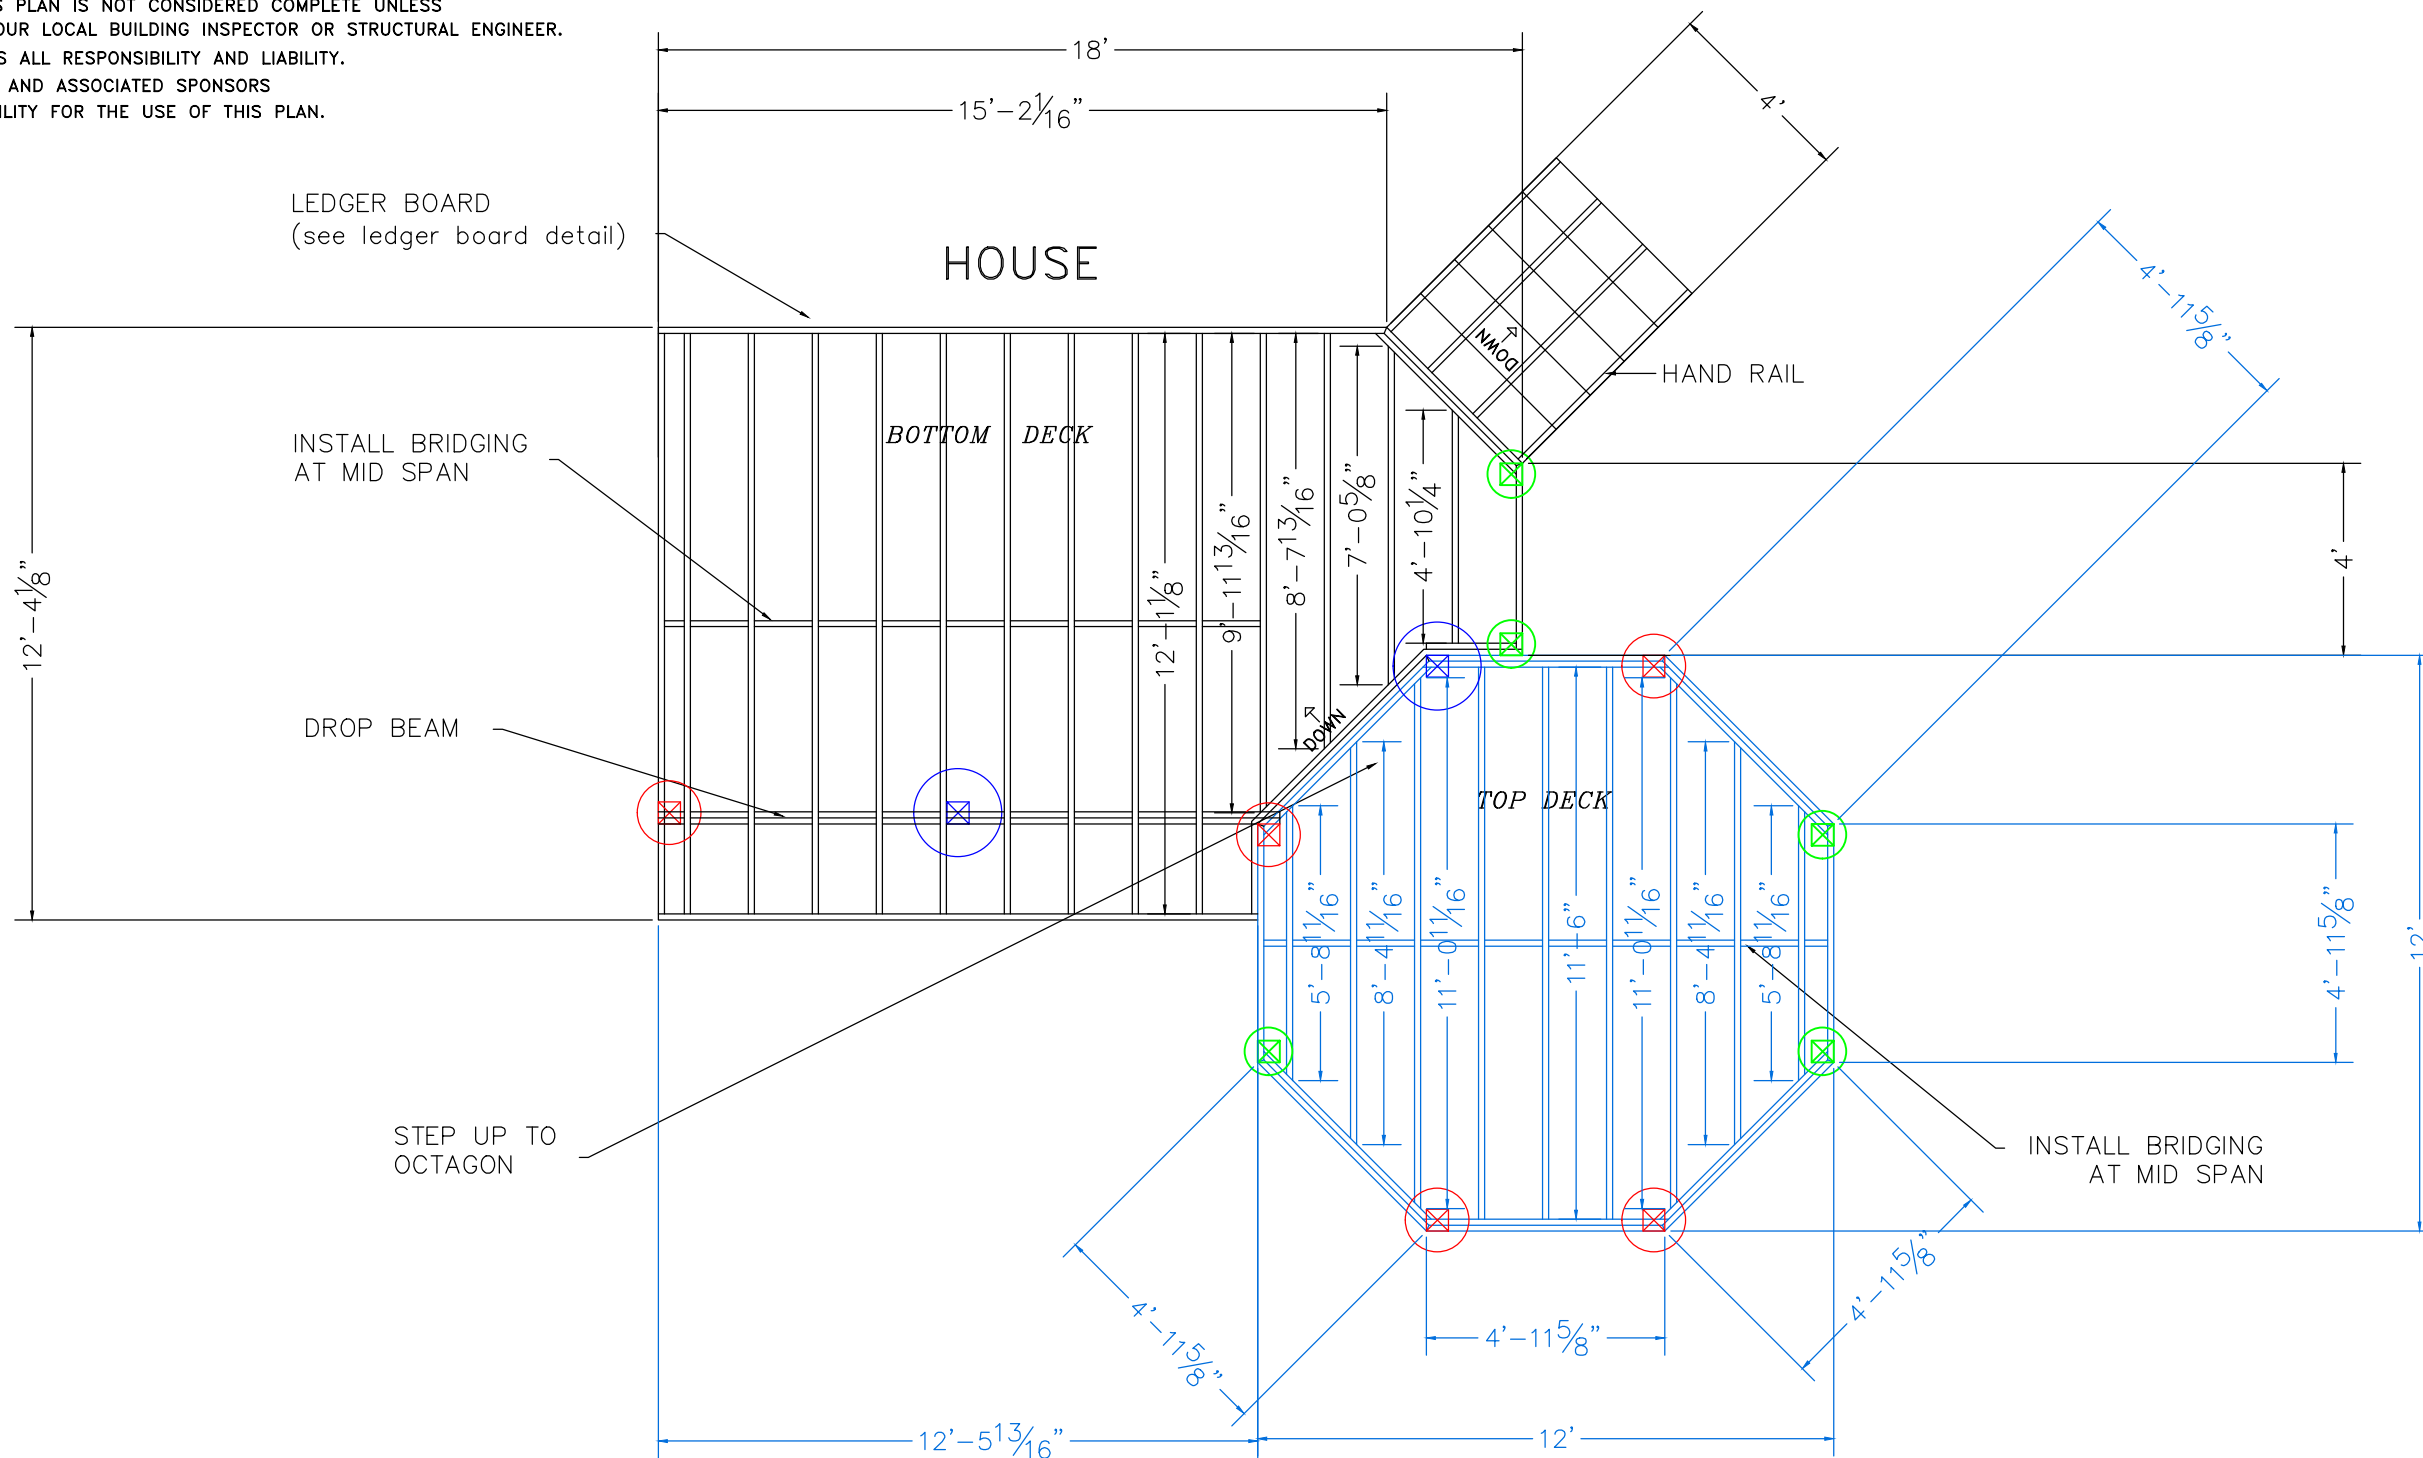 PLAN IS NOT CONSIDERED COMPLETE UNLESS
OUR LOCAL BUILDING INSPECTOR OR STRUCTURAL ENGINEER.
ALL RESPONSIBILITY AND LIABILITY.
AND ASSOCIATED SPONSORS
FOR THE USE OF THIS PLAN.
18'
15'-2 1/16"
4'
LEDGER BOARD
(see ledger board detail)
HOUSE
4'-11 5/8"
DOWN
HAND RAIL
INSTALL BRIDGING
AT MID SPAN
BOTTOM DECK
12'-4 1/8"
12'-1 1/8"
9'-11 13/16"
8'-7 13/16"
7'-0 5/8"
4'-10 1/4"
4'
DROP BEAM
DOWN
TOP DECK
5'-8 11/16"
8'-4 11/16"
11'-0 11/16"
11'-6"
11'-0 11/16"
8'-4 11/16"
5'-8 11/16"
4'-11 5/8"
12'
STEP UP TO
OCTAGON
INSTALL BRIDGING
AT MID SPAN
4'-11 5/8"
4'-11 5/8"
4'-11 5/8"
12'-5 13/16"
12'